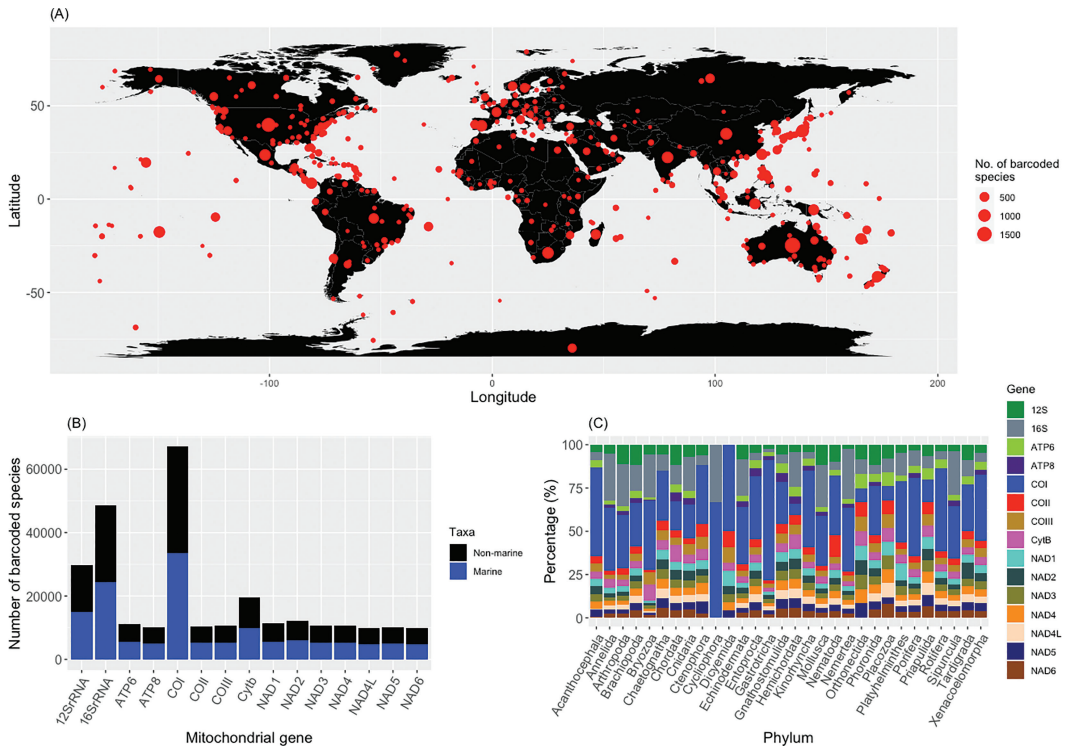 (A)
50
0
-50
Latitude
-100
0
100
200
Longitude
No. of barcoded
species
500
1000
1500
(B)
60000
40000
20000
0
Number of barcoded species
12SrRNA
16SrRNA
ATP6
ATP8
COI
COII
COIII
Cytb
NAD1
NAD2
NAD3
NAD4
NAD4L
NAD5
NAD6
Mitochondrial gene
Taxa
Non-marine
Marine
(C)
100
75
50
25
0
Percentage (%)
Acanthocephala
Annelida
Arthropoda
Brachiopoda
Bryozoa
Chaetognatha
Chordata
Cnidaria
Ctenophora
Cycliophora
Dicyemida
Echinodermata
Entoprocta
Gastrotricha
Gnathostomulida
Hemichordata
Kinorhyncha
Mollusca
Nematoda
Nemertea
Orthonectida
Phoronida
Placozoa
Platyhelminthes
Porifera
Priapulida
Rotifera
Sipuncula
Tardigrada
Xenacoelomorpha
Phylum
Gene
12S
16S
ATP6
ATP8
COI
COII
COIII
CytB
NAD1
NAD2
NAD3
NAD4
NAD4L
NAD5
NAD6